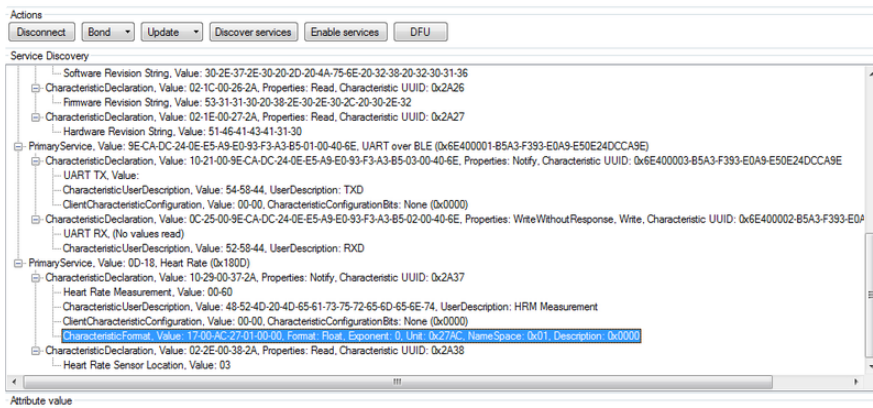 Actions
Disconnect Bond Update Discover services Enable services DFU
Service Discovery
Software Revision String, Value: 30-2E-37-2E-30-20-2D-20-4A-75-6E-20-32-38-20-32-30-31-36
CharacteristicDeclaration, Value: 02-1C-00-26-2A, Properties: Read, Characteristic UUID: 0x2A26
Firmware Revision String, Value: 53-31-31-30-20-38-2E-30-2E-30-2C-20-30-2E-32
CharacteristicDeclaration, Value: 02-1E-00-27-2A, Properties: Read, Characteristic UUID: 0x2A27
Hardware Revision String, Value: 51-46-41-43-41-31-30
PrimaryService, Value: 9E-CA-DC-24-0E-E5-A9-E0-93-F3-A3-B5-01-00-40-6E, UART over BLE (0x6E400001-B5A3-F393-E0A9-E50E24DCCA9E)
CharacteristicDeclaration, Value: 10-21-00-9E-CA-DC-24-0E-E5-A9-E0-93-F3-A3-B5-03-00-40-6E, Properties: Notify, Characteristic UUID: 0x6E400003-B5A3-F393-E0A9-E50E24DCCA9E
UART TX, Value:
CharacteristicUserDescription, Value: 54-58-44, UserDescription: TXD
ClientCharacteristicConfiguration, Value: 00-00, CharacteristicConfigurationBits: None (0x0000)
CharacteristicDeclaration, Value: 0C-25-00-9E-CA-DC-24-0E-E5-A9-E0-93-F3-A3-B5-02-00-40-6E, Properties: WriteWithoutResponse, Write, Characteristic UUID: 0x6E400002-B5A3-F393-E0A
UART RX, (No values read)
CharacteristicUserDescription, Value: 52-58-44, UserDescription: RXD
PrimaryService, Value: 0D-18, Heart Rate (0x180D)
CharacteristicDeclaration, Value: 10-29-00-37-2A, Properties: Notify, Characteristic UUID: 0x2A37
Heart Rate Measurement, Value: 00-60
CharacteristicUserDescription, Value: 48-52-4D-20-4D-65-61-73-75-72-65-6D-65-6E-74, UserDescription: HRM Measurement
ClientCharacteristicConfiguration, Value: 00-00, CharacteristicConfigurationBits: None (0x0000)
CharacteristicFormat, Value: 17-00-AC-27-01-00-00, Format: Float, Exponent: 0, Unit: 0x27AC, NameSpace: 0x01, Description: 0x0000
CharacteristicDeclaration, Value: 02-2E-00-38-2A, Properties: Read, Characteristic UUID: 0x2A38
Heart Rate Sensor Location, Value: 03
Attribute value